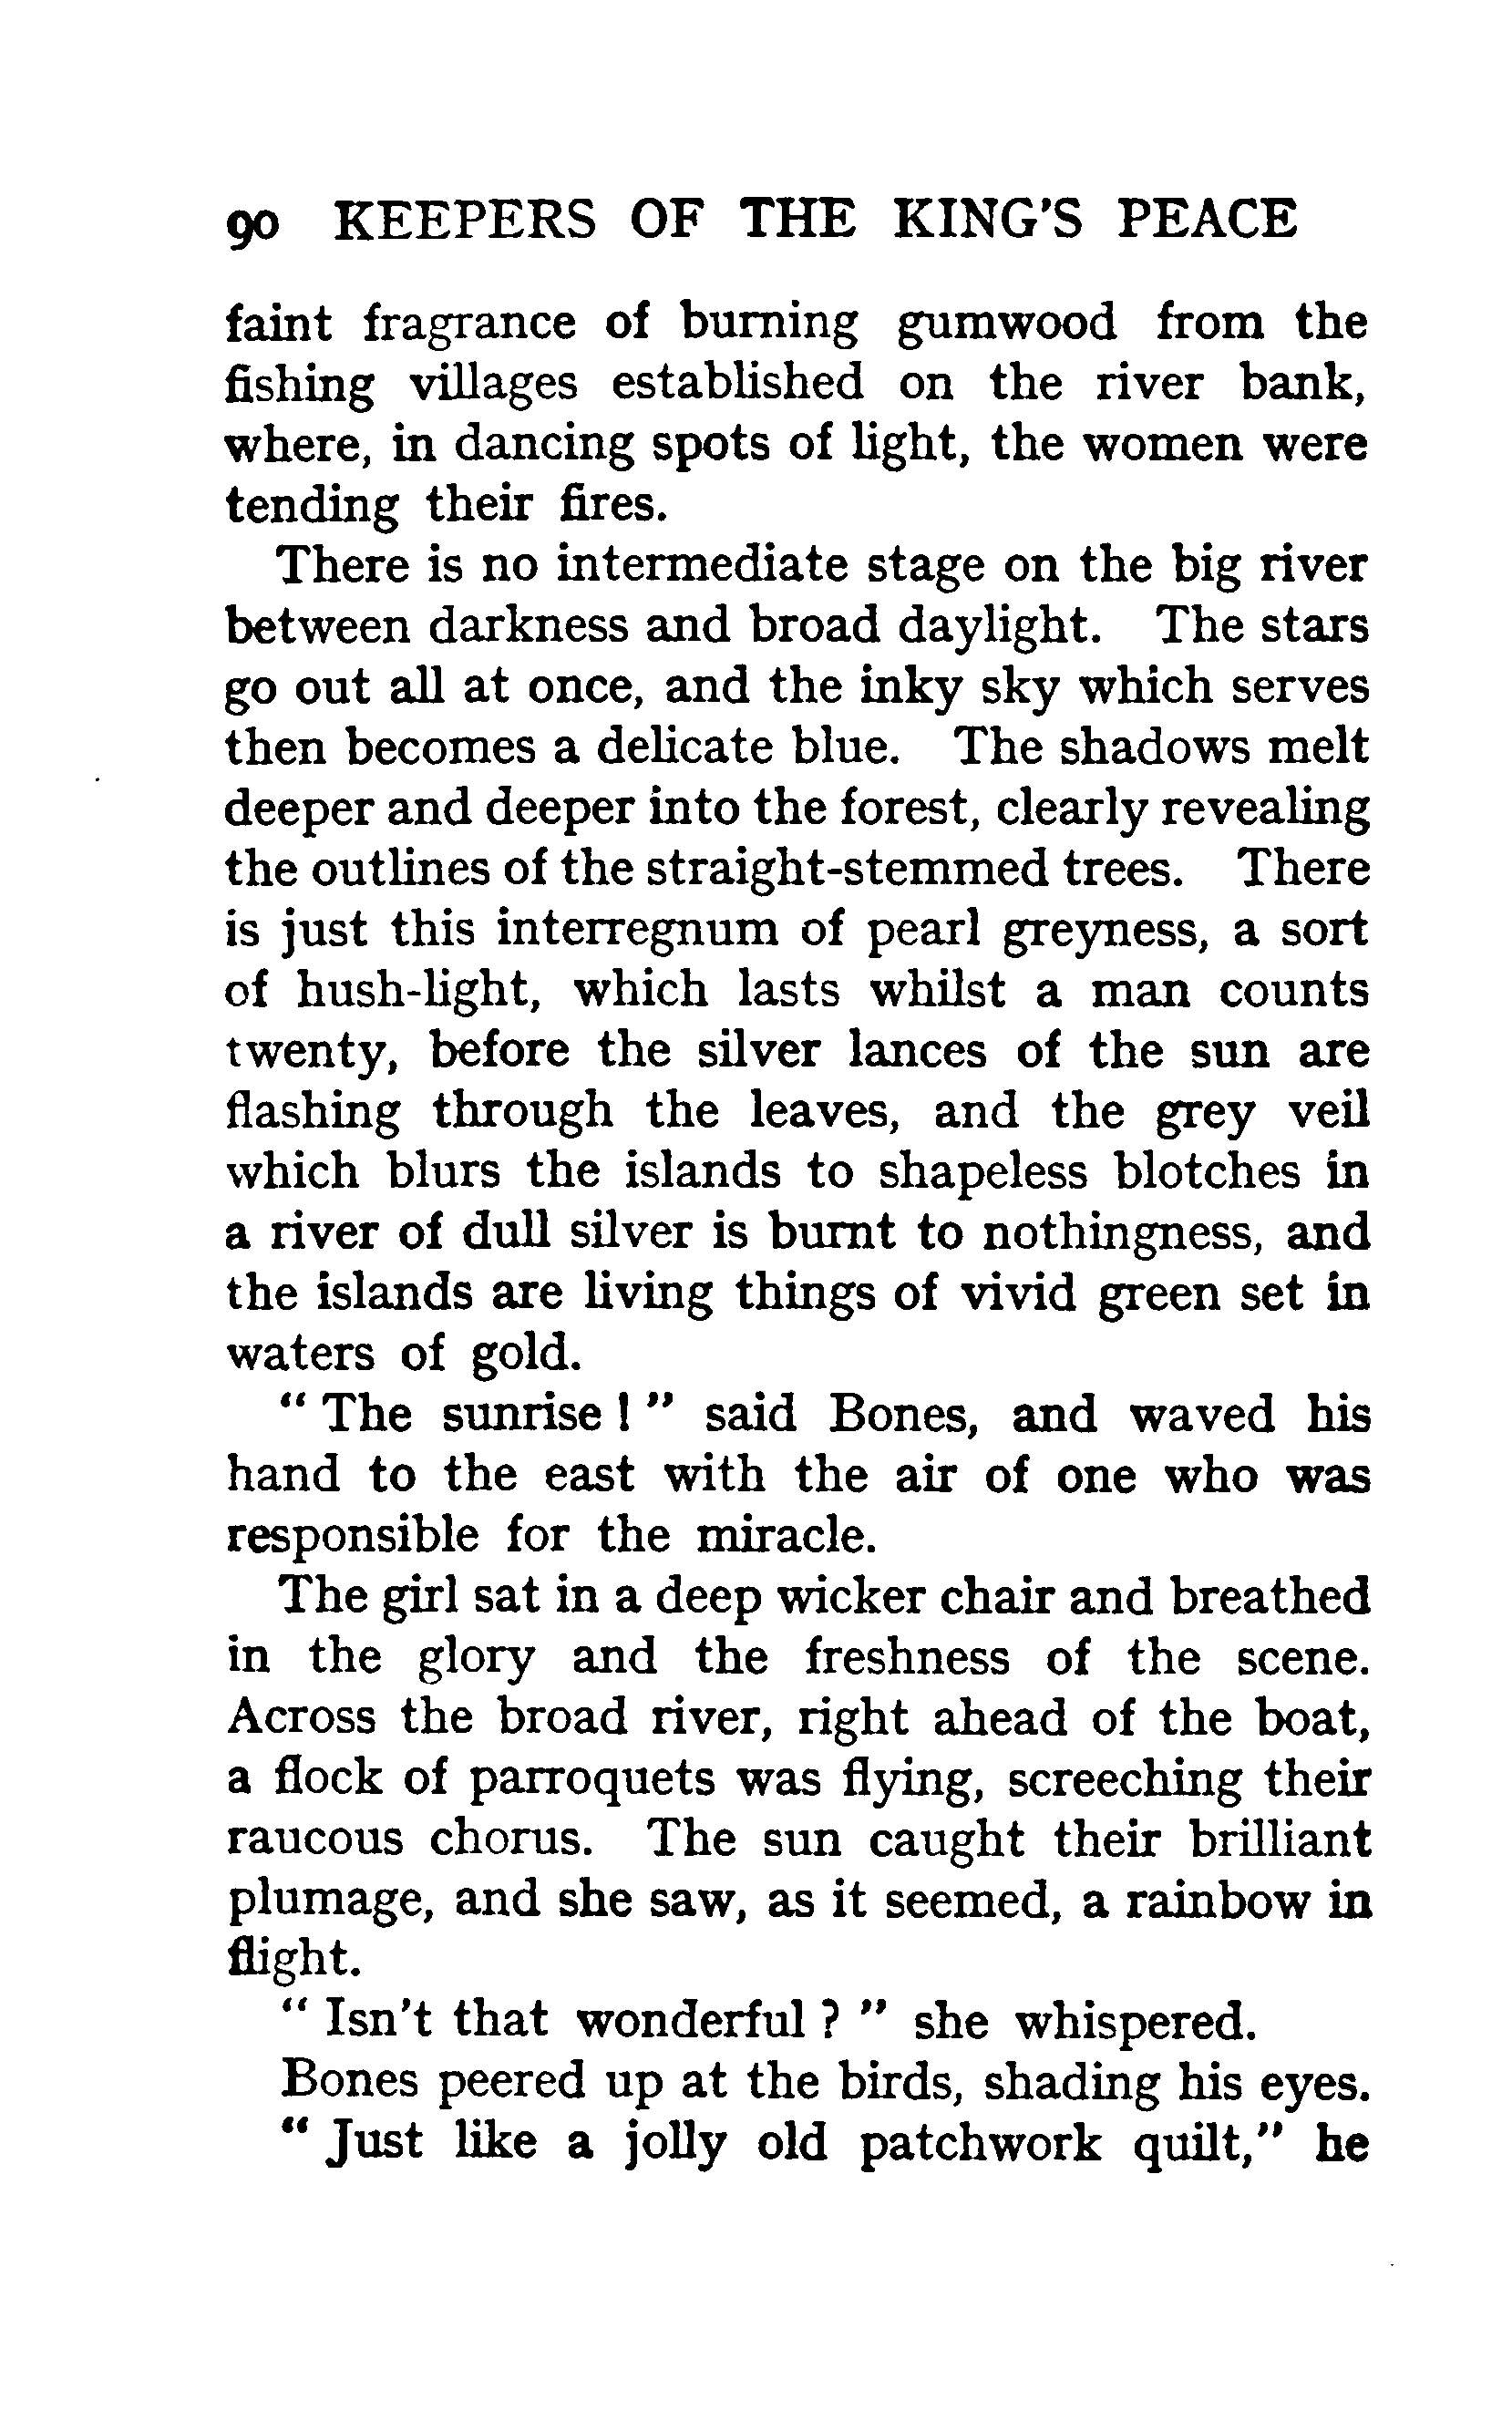 90 KEEPERS OF THE KING'S PEACE
faint fragrance of burning gumwood from the
fishing villages established on the river bank,
where, in dancing spots of light, the women were
tending their fires.
There is no intermediate stage on the big river
between darkness and broad daylight. The stars
go out all at once, and the inky sky which serves
then becomes a delicate blue. The shadows melt
deeper and deeper into the forest, clearly revealing
the outlines of the straight-stemmed trees. There
is just this interregnum of pearl greyness, a sort
of hush-light, which lasts whilst a man counts
twenty, before the silver lances of the sun are
flashing through the leaves, and the grey veil
which blurs the islands to shapeless blotches in
a river of dull silver is burnt to nothingness, and
the islands are living things of vivid green set in
waters of gold.
" The sunrise ! " said Bones, and waved his
hand to the east with the air of one who was
responsible for the miracle.
The girl sat in a deep wicker chair and breathed
in the glory and the freshness of the scene.
Across the broad river, right ahead of the boat,
a flock of parroquets was flying, screeching their
raucous chorus. The sun caught their brilliant
plumage, and she saw, as it seemed, a rainbow in
flight.
" Isn't that wonderful ? " she whispered.
Bones peered up at the birds, shading his eyes.
" Just like a jolly old patchwork quilt," he